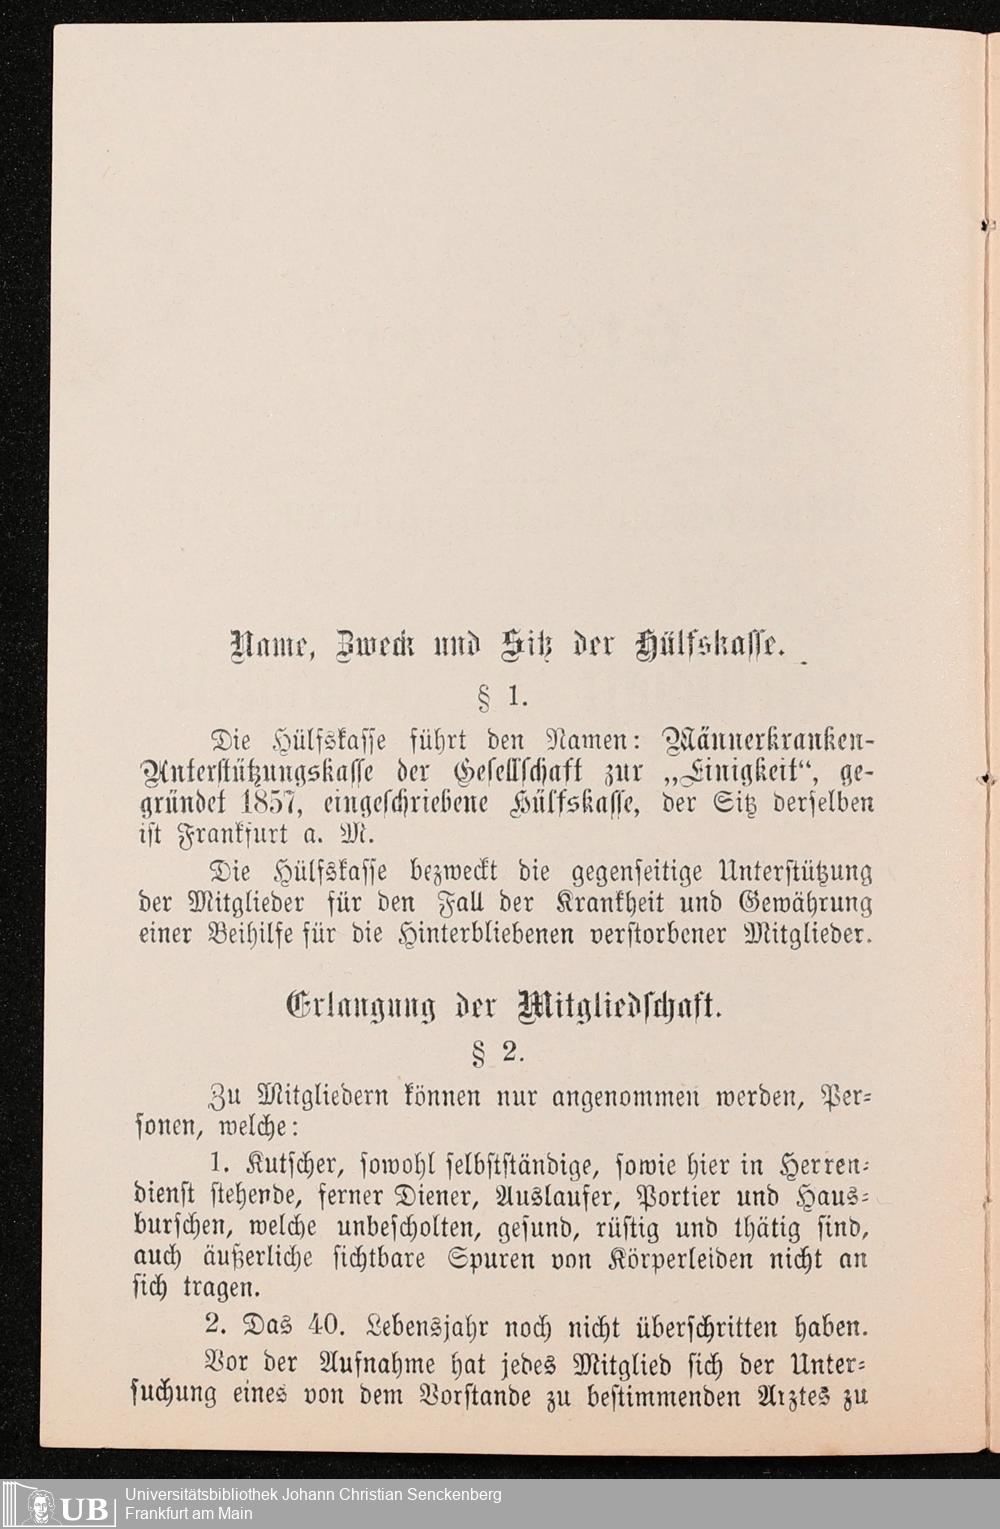 Name, Zweck und Sitz der Hülfskasse.
§ 1.
Die Hülfskasse führt den Namen: Männerkranken-
Unterstützungskasse der Gesellschaft zur „Einigkeit“, ge-
gründet 1857, eingeschriebene Hülfskasse, der Sitz derselben
ist Frankfurt a. M.
Die Hülfskasse bezweckt die gegenseitige Unterstützung
der Mitglieder für den Fall der Krankheit und Gewährung
einer Beihilfe für die Hinterbliebenen verstorbener Mitglieder.
Erlangung der Mitgliedschaft.
§ 2.
Zu Mitgliedern können nur angenommen werden, Per-
sonen, welche:
1. Kutscher, sowohl selbstständige, sowie hier in Herren-
dienst stehende, ferner Diener, Auslaufer, Portier und Haus-
burschen, welche unbescholten, gesund, rüstig und thätig sind,
auch äußerliche sichtbare Spuren von Körperleiden nicht an
sich tragen.
2. Das 40. Lebensjahr noch nicht überschritten haben.
Vor der Aufnahme hat jedes Mitglied sich der Unter-
suchung eines von dem Vorstande zu bestimmenden Arztes zu
UB
Universitätsbibliothek Johann Christian Senckenberg
Frankfurt am Main